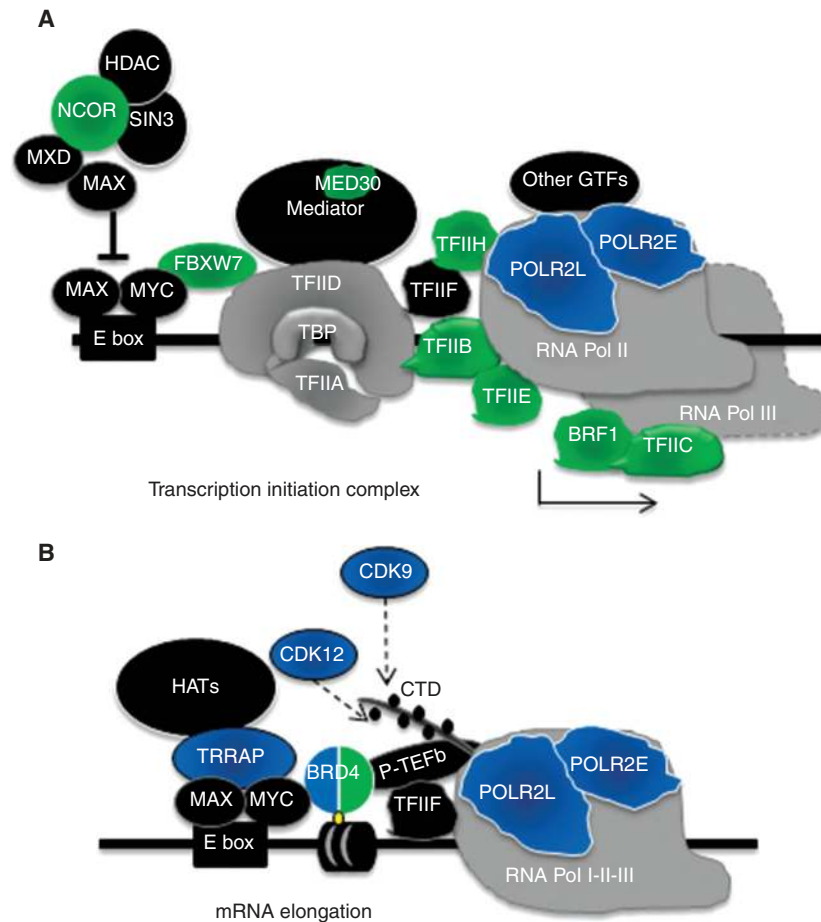 A
HDAC
NCOR
SIN3
MXD
MAX
MED30
Mediator
Other GTFs
TFIIH
POLR2E
POLR2L
FBXW7
TFIID
TFIIF
MAX
MYC
E box
TBP
TFIIB
RNA Pol II
TFIIA
TFIIE
RNA Pol III
BRF1
TFIIC
Transcription initiation complex
B
CDK9
CDK12
HATs
CTD
TRRAP
BRD4
P-TEFb
POLR2E
POLR2L
MAX
MYC
TFIIF
E box
RNA Pol I-II-III
mRNA elongation